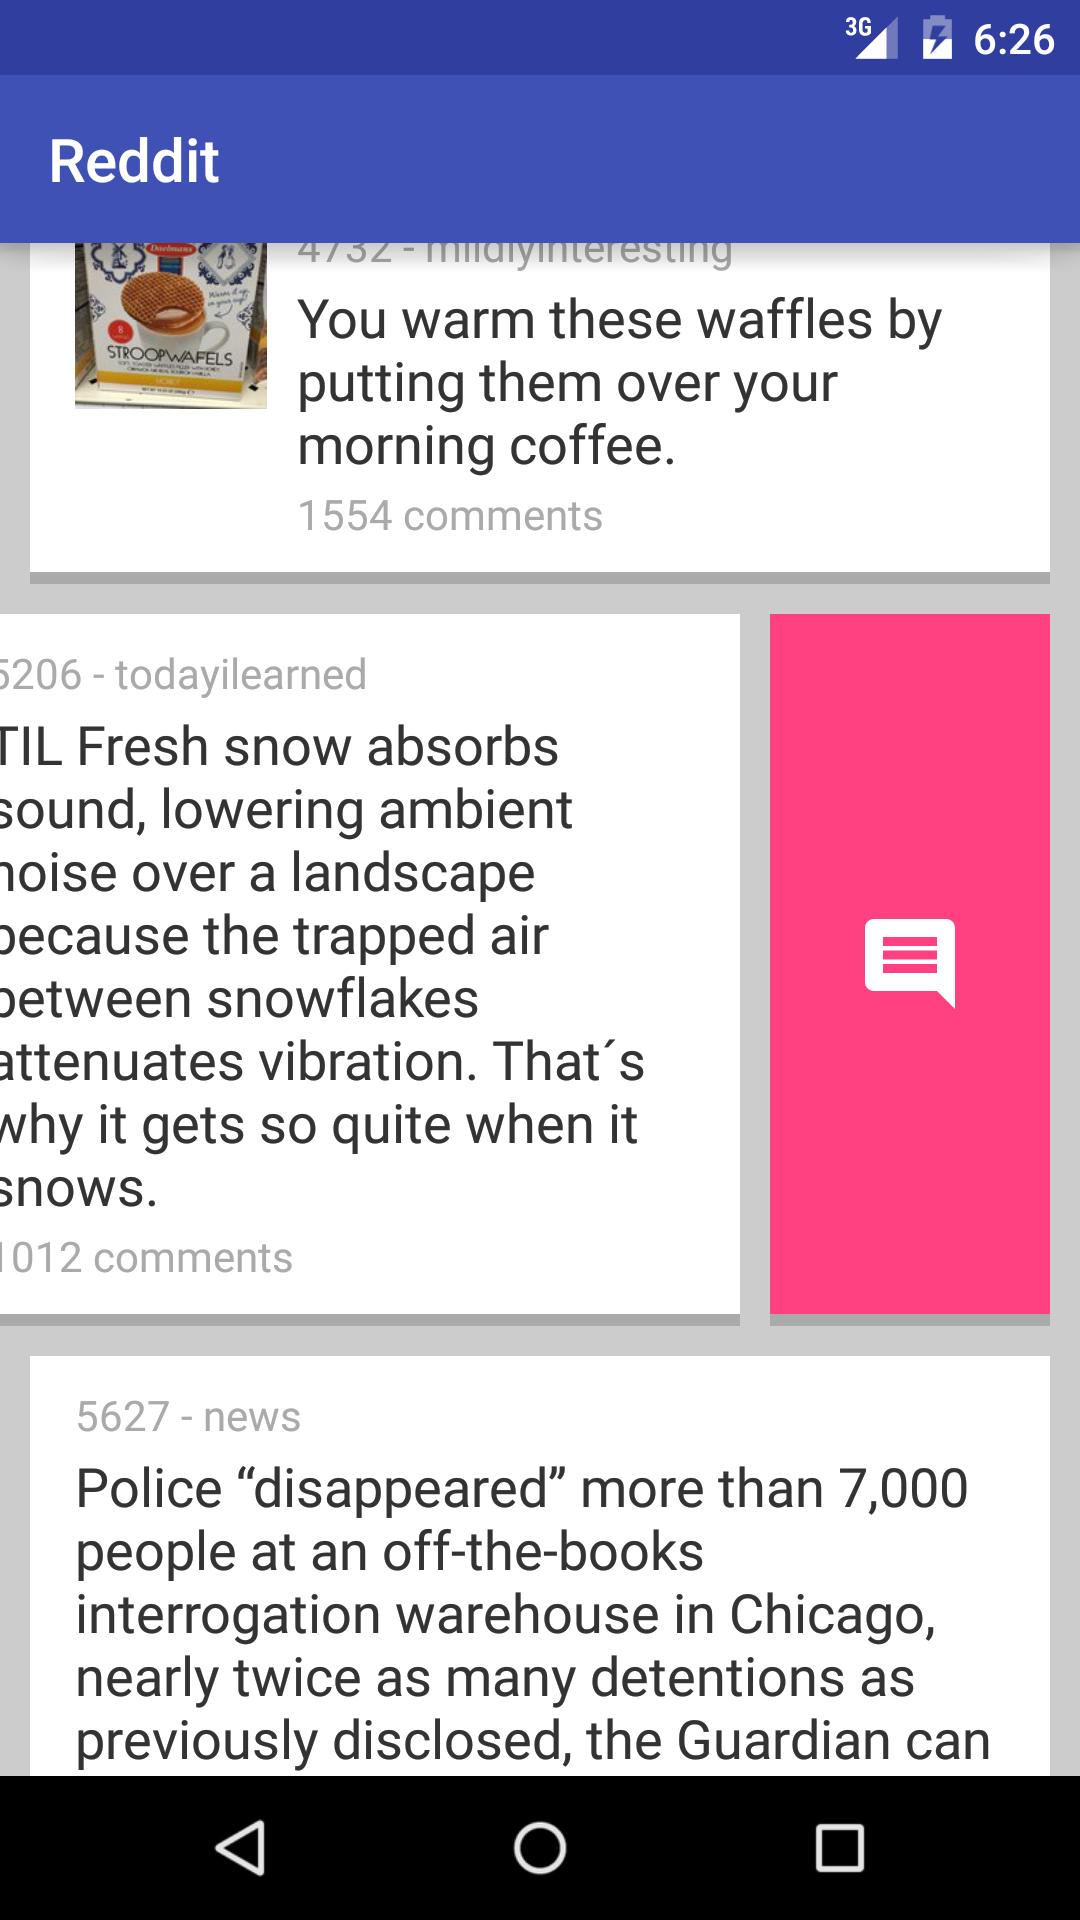 3G 6:26
Reddit
4732 - mildlyinteresting
Daelmans
STROOPWAFELS
HONEY
You warm these waffles by
putting them over your
morning coffee.
1554 comments
5206 - todayilearned
TIL Fresh snow absorbs
sound, lowering ambient
noise over a landscape
because the trapped air
between snowflakes
attenuates vibration. That´s
why it gets so quite when it
snows.
1012 comments
5627 - news
Police “disappeared” more than 7,000
people at an off-the-books
interrogation warehouse in Chicago,
nearly twice as many detentions as
previously disclosed, the Guardian can